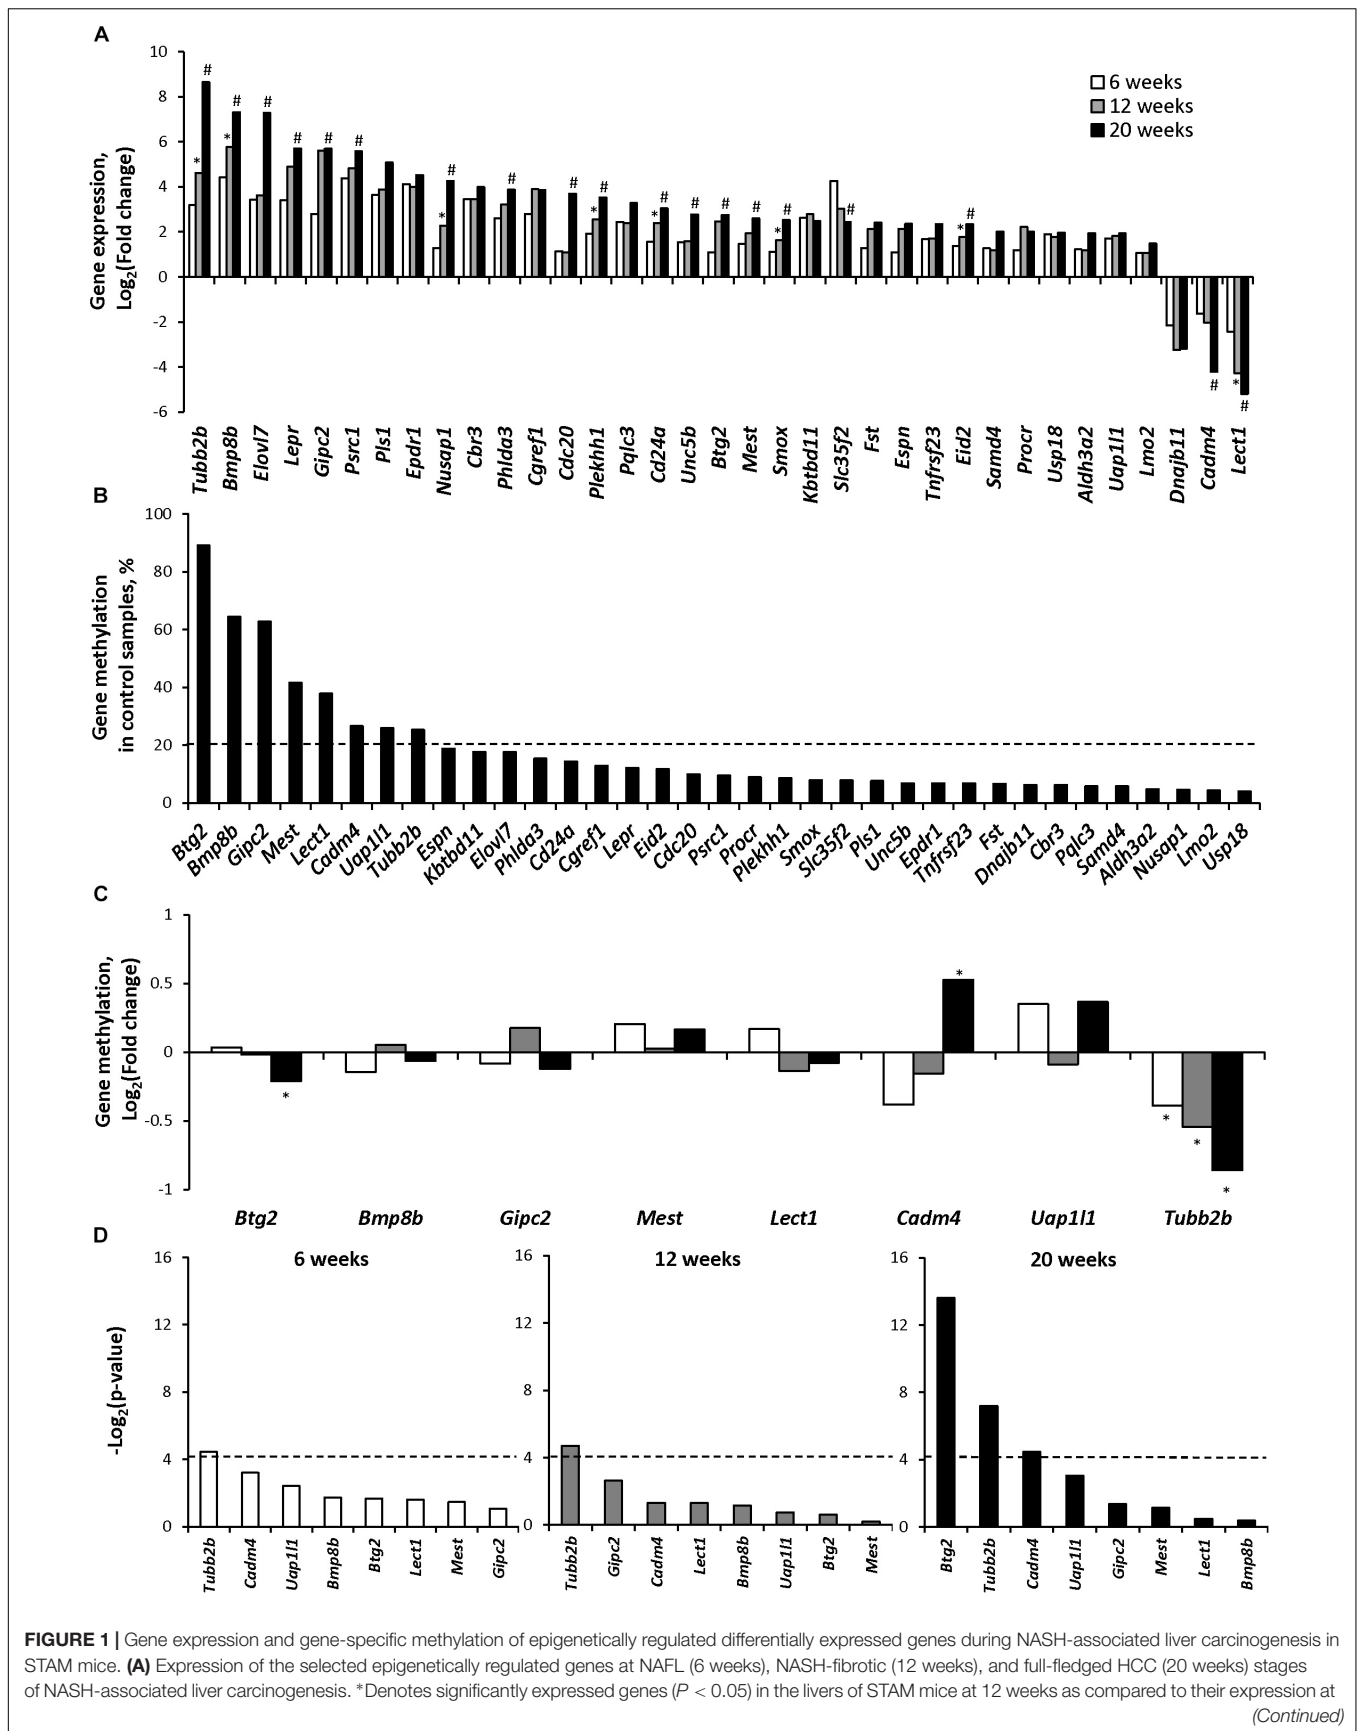 A
10
8
6
4
2
0
-2
-4
-6
Gene expression,
Log2(Fold change)
6 weeks
12 weeks
20 weeks
#
* #
* #
#
#
#
#
* #
#
#
* #
* #
#
#
#
* #
#
* #
#
* #
Tubb2b Bmp8b Elovl7 Lepr Gipc2 Psrc1 Pls1 Epdr1 Nusap1 Cbr3 Phlda3 Cgref1 Cdc20 Plekhh1 Pqlc3 Cd24a Unc5b Btg2 Mest Smox Kbtbd11 Slc35f2 Fst Espn Tnfrsf23 Eid2 Samd4 Procr Usp18 Aldh3a2 Uap1l1 Lmo2 Dnajb11 Cadm4 Lect1
B
100
80
60
40
20
0
Gene methylation
in control samples, %
Btg2 Bmp8b Gipc2 Mest Lect1 Cadm4 Uap1l1 Tubb2b Espn Kbtbd11 Elovl7 Phlda3 Cd24a Cgref1 Lepr Eid2 Cdc20 Psrc1 Procr Plekhh1 Smox Slc35f2 Pls1 Unc5b Epdr1 Tnfrsf23 Fst Dnajb11 Cbr3 Pqlc3 Samd4 Aldh3a2 Nusap1 Lmo2 Usp18
C
1
0.5
0
-0.5
-1
Gene methylation,
Log2(Fold change)
*
*
*
*
*
Btg2 Bmp8b Gipc2 Mest Lect1 Cadm4 Uap1l1 Tubb2b
D
-Log2(p-value)
6 weeks
16
12
8
4
0
Tubb2b Cadm4 Uap1l1 Bmp8b Btg2 Lect1 Mest Gipc2
12 weeks
16
12
8
4
0
Tubb2b Gipc2 Cadm4 Lect1 Bmp8b Uap1l1 Btg2 Mest
20 weeks
16
12
8
4
0
Btg2 Tubb2b Cadm4 Uap1l1 Gipc2 Mest Lect1 Bmp8b
FIGURE 1 | Gene expression and gene-specific methylation of epigenetically regulated differentially expressed genes during NASH-associated liver carcinogenesis in
STAM mice. (A) Expression of the selected epigenetically regulated genes at NAFL (6 weeks), NASH-fibrotic (12 weeks), and full-fledged HCC (20 weeks) stages
of NASH-associated liver carcinogenesis. *Denotes significantly expressed genes (P < 0.05) in the livers of STAM mice at 12 weeks as compared to their expression at
(Continued)